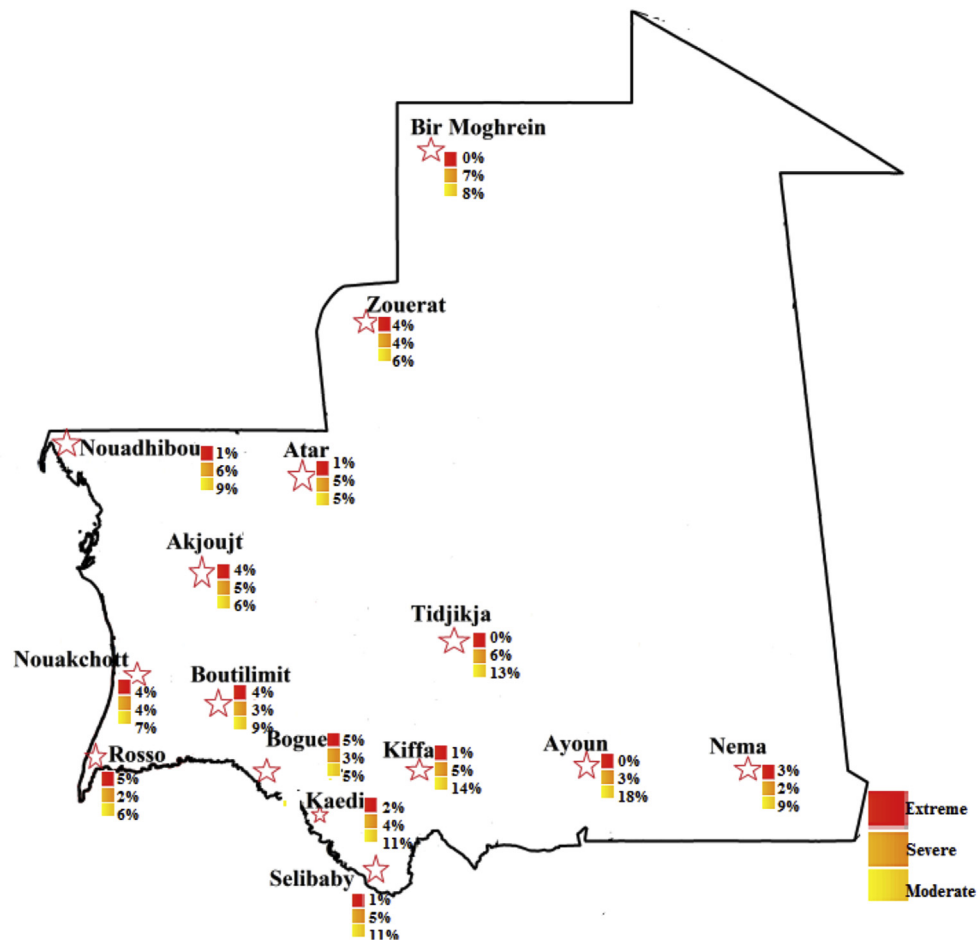 Bir Moghrein
0%
7%
8%
Zouerat
4%
4%
6%
Nouadhibou
1%
6%
9%
Atar
1%
5%
5%
Akjoujt
4%
5%
6%
Tidjikja
0%
6%
13%
Nouakchott
4%
4%
7%
Boutilimit
4%
3%
9%
Rosso
5%
2%
6%
Bogue
5%
3%
5%
Kaedi
2%
4%
11%
Selibaby
1%
5%
11%
Kiffa
1%
5%
14%
Ayoun
0%
3%
18%
Nema
3%
2%
9%
Extreme
Severe
Moderate